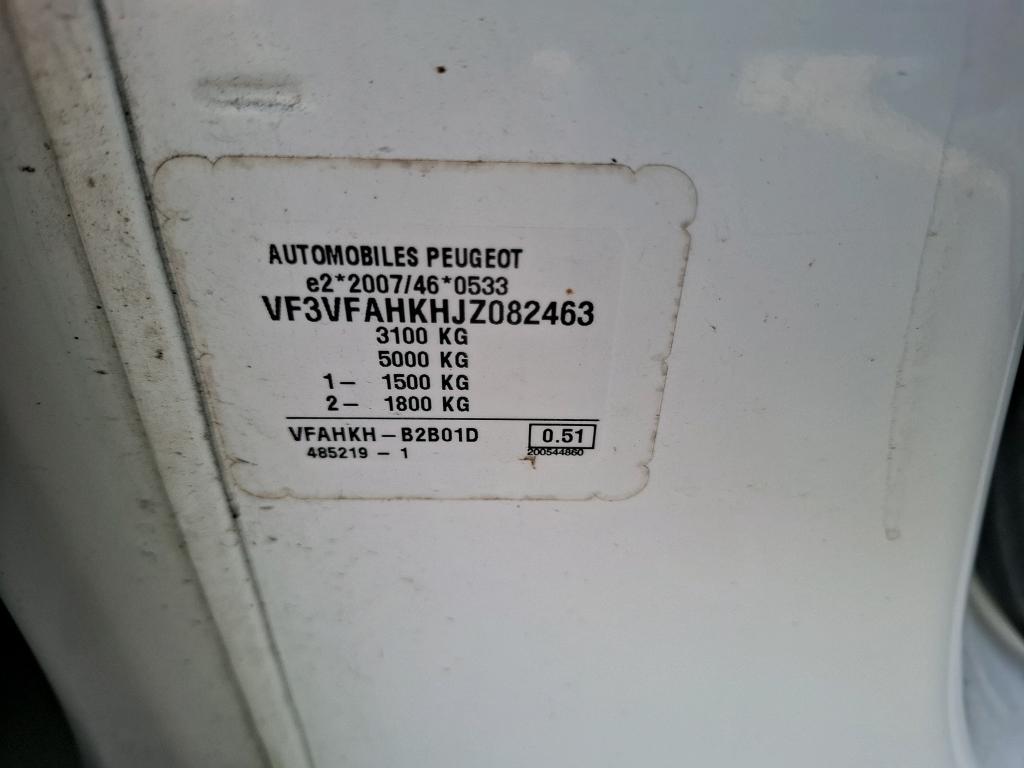 AUTOMOBILES PEUGEOT
e2*2007/46*0533
VF3VFAHKHJZ082463
3100 KG
5000 KG
1- 1500 KG
2- 1800 KG
VFAHKH-B2B01D 0.51
485219-1 200544860